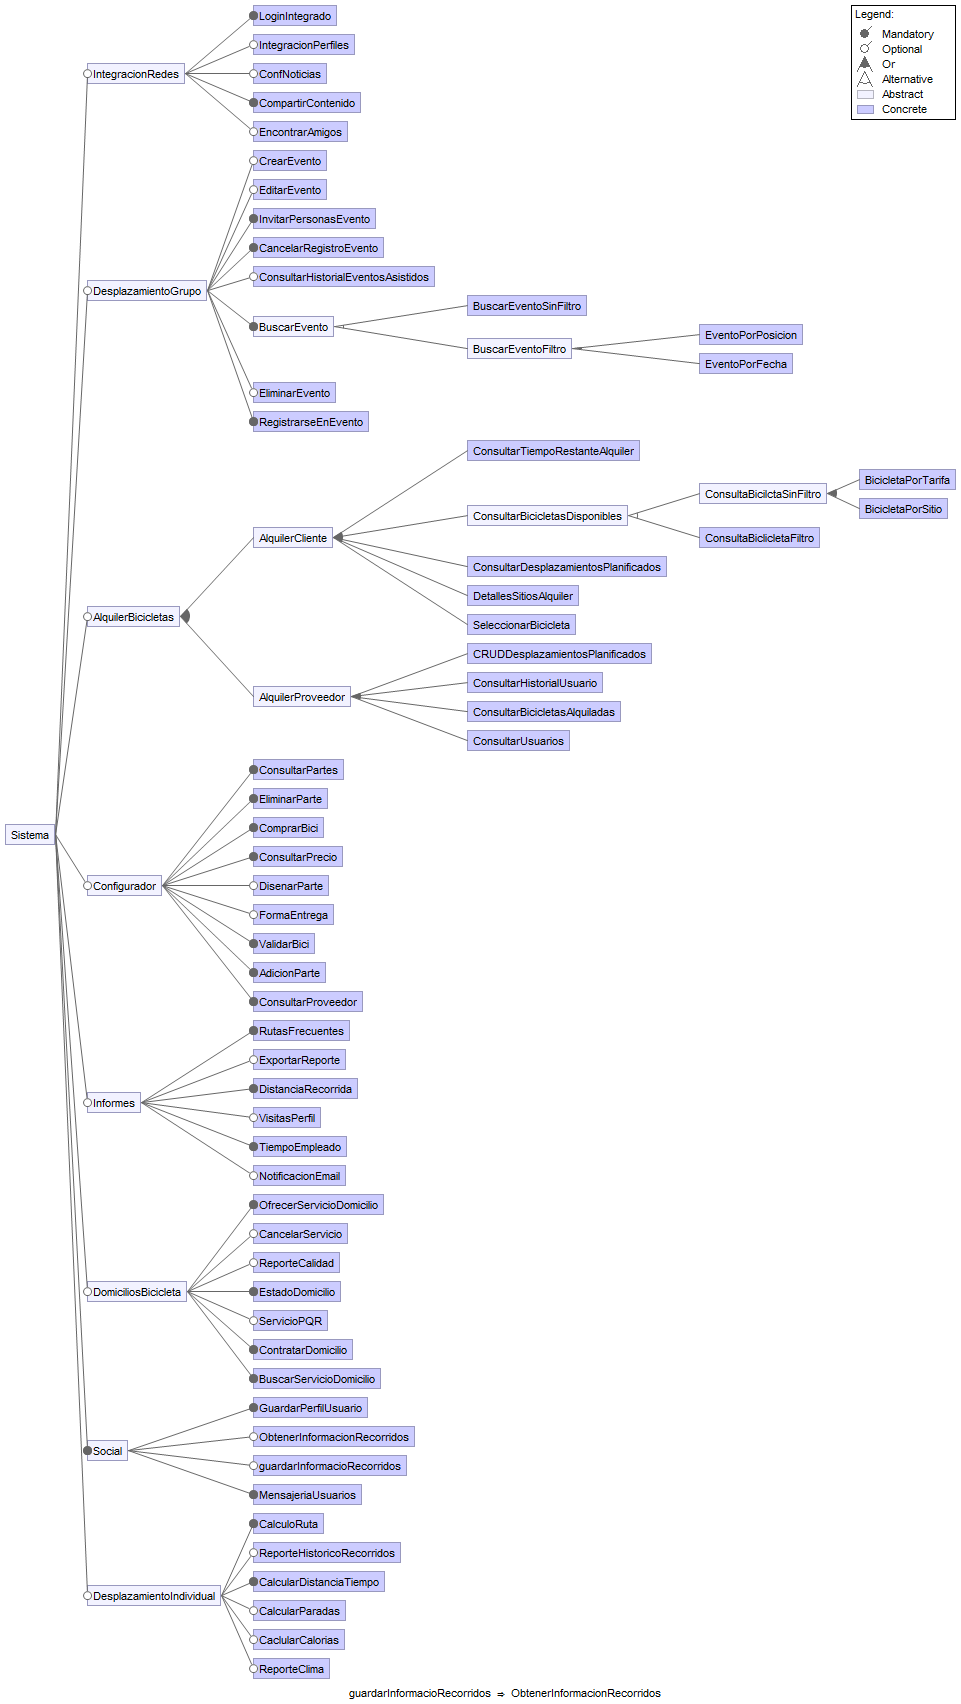 Legend:
Mandatory
Optional
Or
Alternative
Abstract
Concrete
LoginIntegrado
IntegracionPerfiles
IntegracionRedes
ConfNoticias
CompartirContenido
EncontrarAmigos
CrearEvento
EditarEvento
InvitarPersonasEvento
CancelarRegistroEvento
ConsultarHistorialEventosAsistidos
DesplazamientoGrupo
BuscarEventoSinFiltro
BuscarEvento
EventoPorPosicion
BuscarEventoFiltro
EventoPorFecha
EliminarEvento
RegistrarseEnEvento
ConsultarTiempoRestanteAlquiler
BicicletaPorTarifa
ConsultaBicilctaSinFiltro
BicicletaPorSitio
ConsultarBicicletasDisponibles
AlquilerCliente
ConsultaBiclicletaFiltro
ConsultarDesplazamientosPlanificados
DetallesSitiosAlquiler
AlquilerBicicletas
SeleccionarBicicleta
CRUDDesplazamientosPlanificados
ConsultarHistorialUsuario
AlquilerProveedor
ConsultarBicicletasAlquiladas
ConsultarUsuarios
ConsultarPartes
EliminarParte
ComprarBici
Sistema
ConsultarPrecio
Configurador
DisenarParte
FormaEntrega
ValidarBici
AdicionParte
ConsultarProveedor
RutasFrecuentes
ExportarReporte
DistanciaRecorrida
Informes
VisitasPerfil
TiempoEmpleado
NotificacionEmail
OfrecerServicioDomicilio
CancelarServicio
ReporteCalidad
DomiciliosBicicleta
EstadoDomicilio
ServicioPQR
ContratarDomicilio
BuscarServicioDomicilio
GuardarPerfilUsuario
ObtenerInformacionRecorridos
Social
guardarInformacioRecorridos
MensajeriaUsuarios
CalculoRuta
ReporteHistoricoRecorridos
CalcularDistanciaTiempo
DesplazamientoIndividual
CalcularParadas
CaclularCalorias
ReporteClima
guardarInformacioRecorridos ⇒ ObtenerInformacionRecorridos